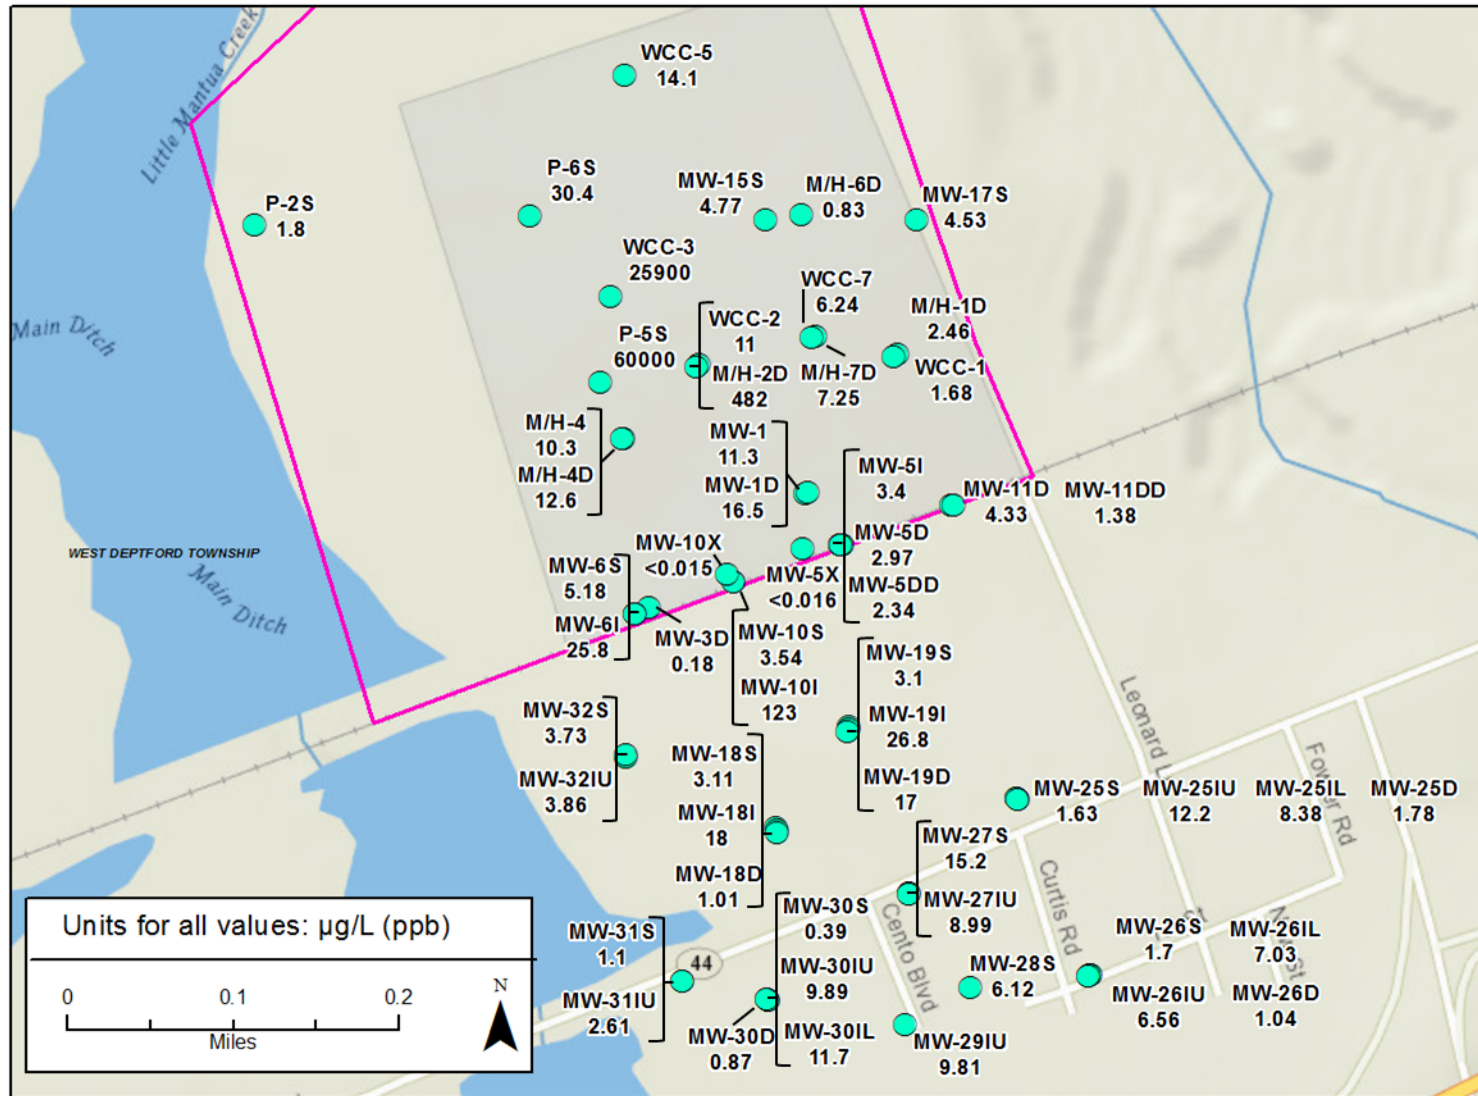 Little Mantua Creek
WCC-5
14.1
P-6S
30.4
MW-15S
4.77
M/H-6D
0.83
MW-17S
4.53
P-2S
1.8
WCC-3
25900
WCC-7
6.24
M/H-1D
2.46
Main Ditch
P-5S
60000
WCC-2
11
M/H-2D
482
M/H-7D
7.25
WCC-1
1.68
M/H-4
10.3
M/H-4D
12.6
MW-1
11.3
MW-1D
16.5
MW-5I
3.4
MW-11D
4.33
MW-11DD
1.38
WEST DEPTFORD TOWNSHIP
Main Ditch
MW-10X
<0.015
MW-5D
2.97
MW-6S
5.18
MW-5X
<0.016
MW-5DD
2.34
MW-6I
25.8
MW-3D
0.18
MW-10S
3.54
MW-10I
123
MW-19S
3.1
MW-19I
26.8
MW-19D
17
MW-32S
3.73
MW-32IU
3.86
MW-18S
3.11
MW-18I
18
MW-18D
1.01
Leonard L
Fowler Rd
MW-25S
1.63
MW-25IU
12.2
MW-25IL
8.38
MW-25D
1.78
MW-27S
15.2
MW-27IU
8.99
Curtis Rd
Cento Blvd
MW-30S
0.39
MW-30IU
9.89
MW-30IL
11.7
MW-30D
0.87
MW-31S
1.1
MW-31IU
2.61
44
MW-28S
6.12
MW-29IU
9.81
MW-26S
1.7
MW-26IL
7.03
MW-26IU
6.56
MW-26D
1.04
Units for all values: µg/L (ppb)
0 0.1 0.2
Miles
N